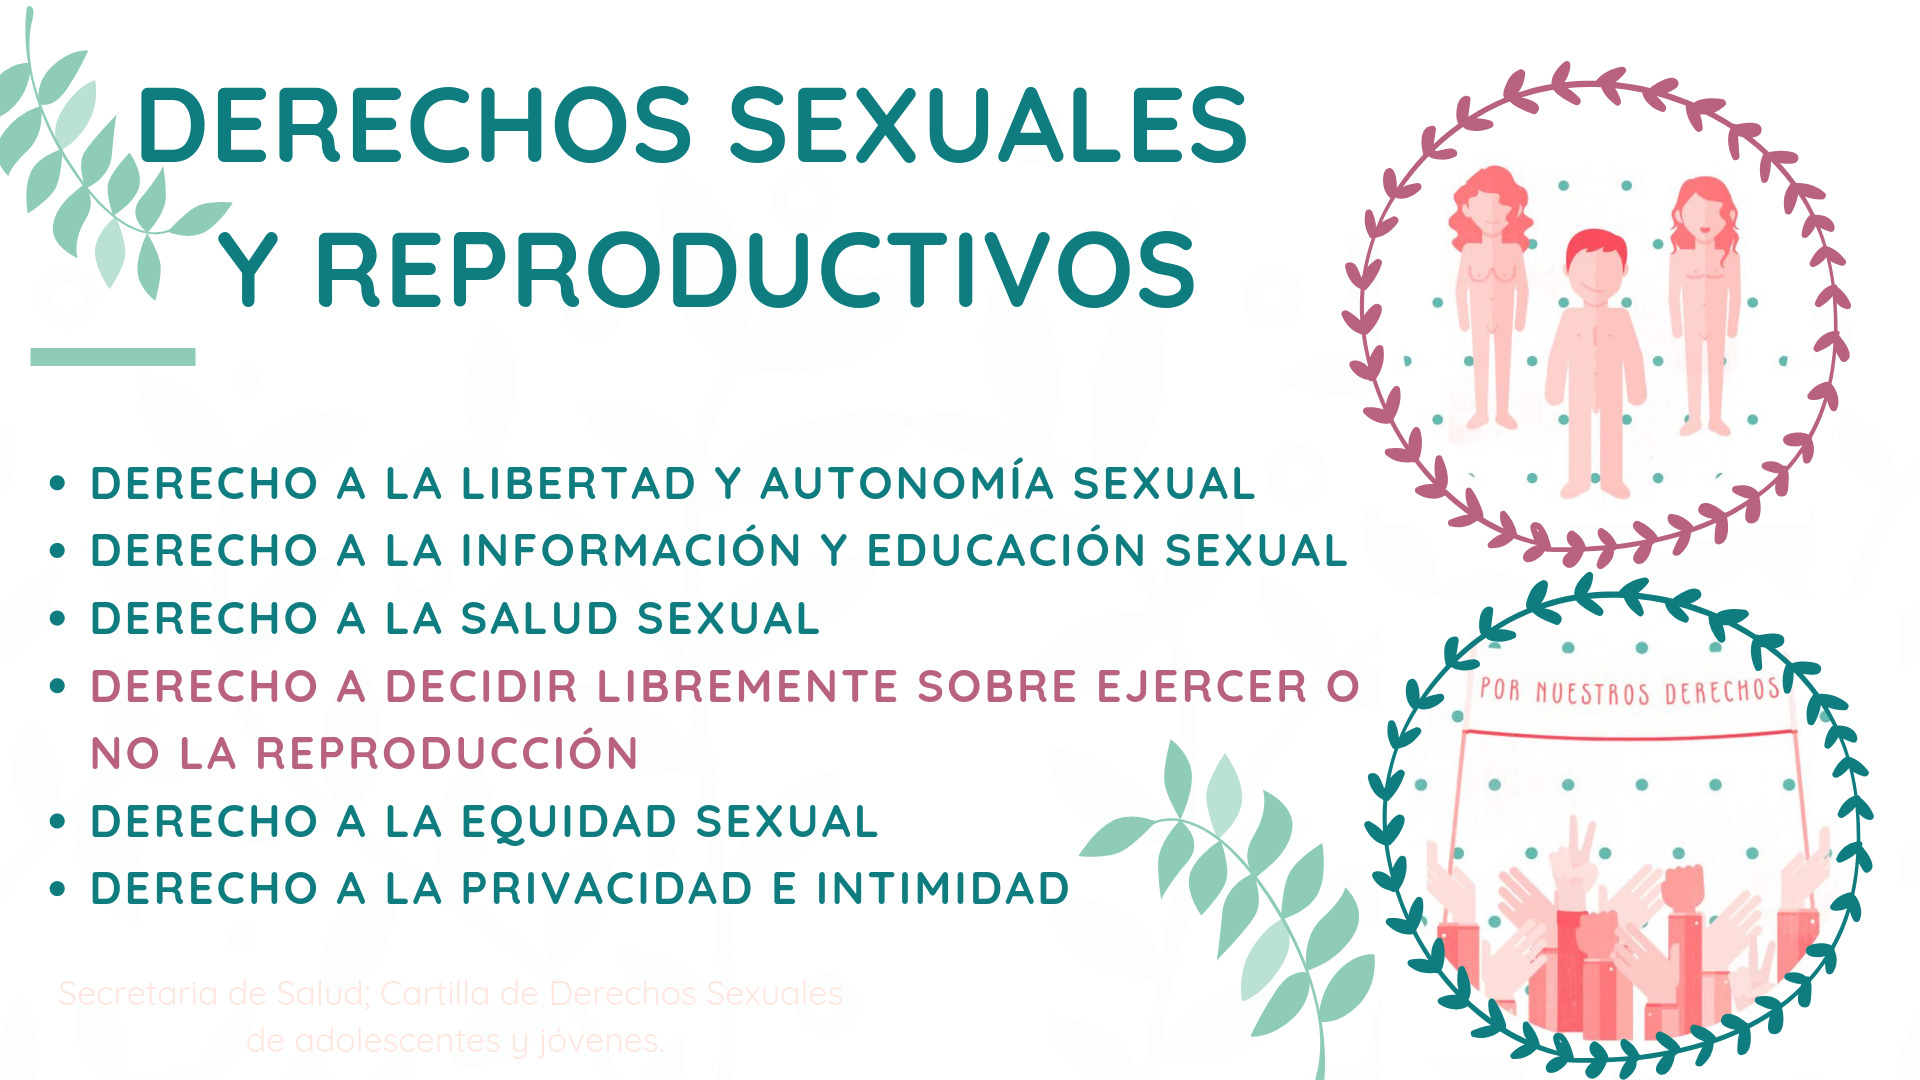 DERECHOS SEXUALES
Y REPRODUCTIVOS
• DERECHO A LA LIBERTAD Y AUTONOMÍA SEXUAL
• DERECHO A LA INFORMACIÓN Y EDUCACIÓN SEXUAL
• DERECHO A LA SALUD SEXUAL
• DERECHO A DECIDIR LIBREMENTE SOBRE EJERCER O
NO LA REPRODUCCIÓN
• DERECHO A LA EQUIDAD SEXUAL
• DERECHO A LA PRIVACIDAD E INTIMIDAD
Secretaria de Salud; Cartilla de Derechos Sexuales
de adolescentes y jóvenes.
POR NUESTROS DERECHOS